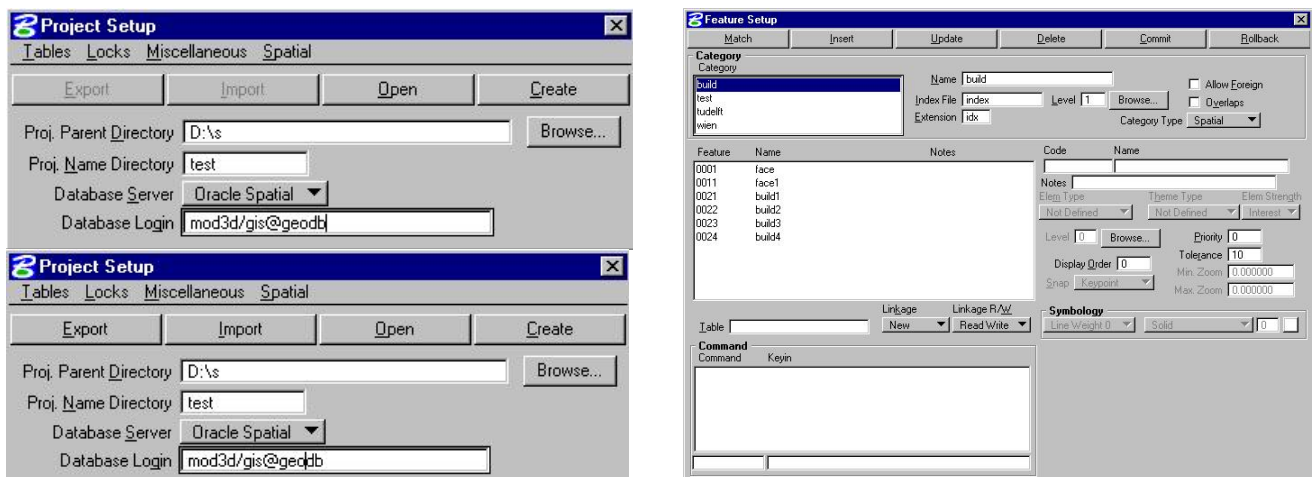 Project Setup
Tables Locks Miscellaneous Spatial
Export Import Open Create
Proj. Parent Directory D:\s Browse...
Proj. Name Directory test
Database Server Oracle Spatial
Database Login mod3d/gis@geodb
Project Setup
Tables Locks Miscellaneous Spatial
Export Import Open Create
Proj. Parent Directory D:\s Browse...
Proj. Name Directory test
Database Server Oracle Spatial
Database Login mod3d/gis@geodb
Feature Setup
Match Insert Update Delete Commit Rollback
Category
Category
build
test
tudelft
wien
Name build
Index File index Level 1 Browse...
Extension idx
Allow Foreign
Overlaps
Category Type Spatial
Feature Name Notes
0001 face
0011 face1
0021 build1
0022 build2
0023 build3
0024 build4
Code Name
Notes
Elem Type Theme Type Elem Strength
Not Defined Not Defined Interest
Level 0 Browse... Priority 0
Display Order 0 Tolerance 10
Snap Keypoint Min. Zoom 0.000000
Max. Zoom 0.000000
Linkage Linkage R/W
Table New Read Write
Symbology
Line Weight 0 Solid 0
Command
Command Keyin